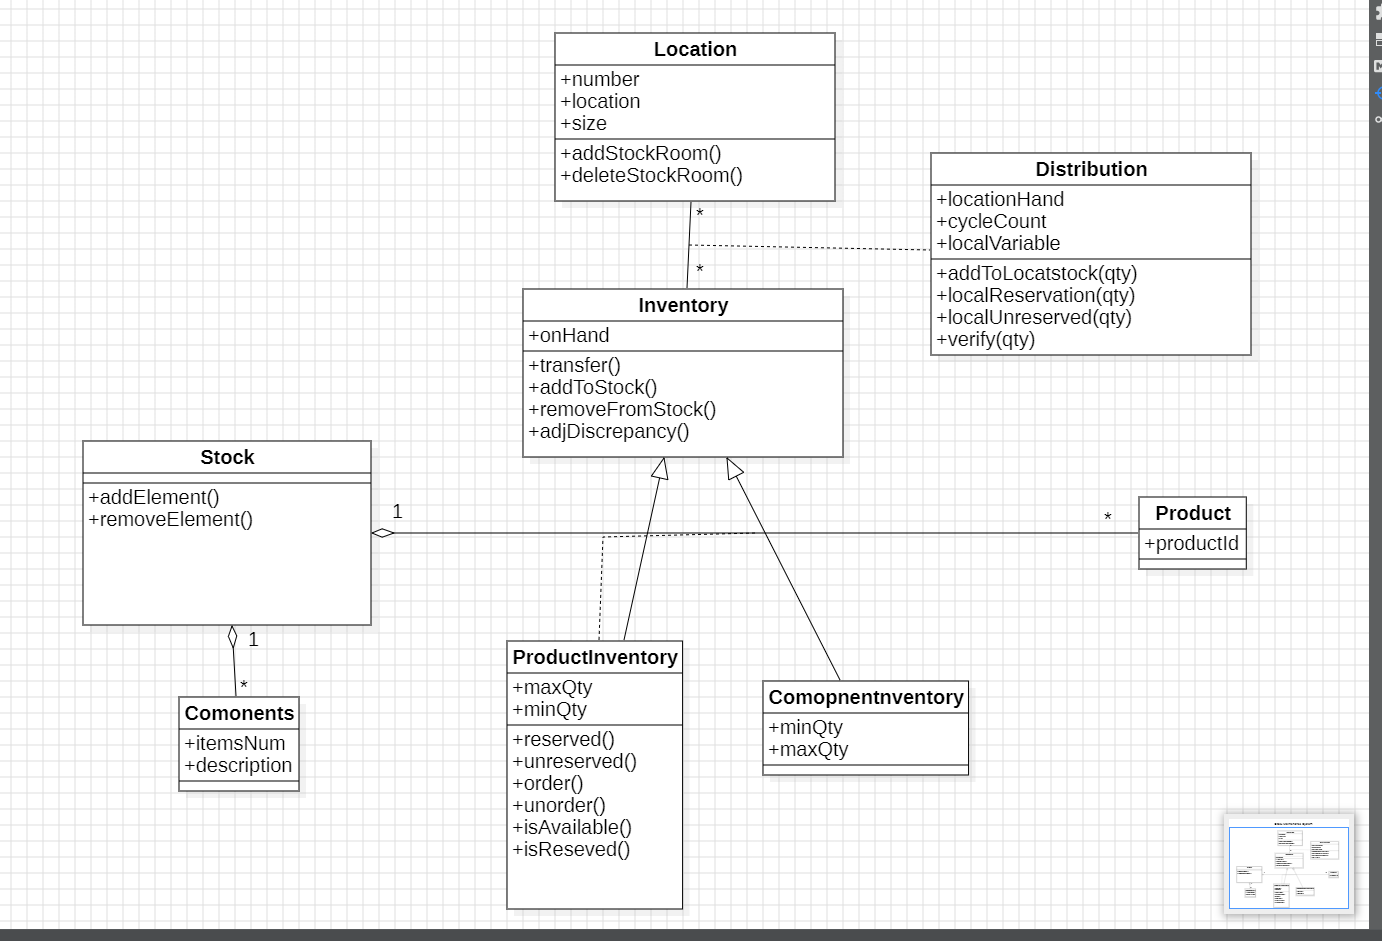 Location
+number
+location
+size
+addStockRoom()
+deleteStockRoom()
*
*
Distribution
+locationHand
+cycleCount
+localVariable
+addToLocatstock(qty)
+localReservation(qty)
+localUnreserved(qty)
+verify(qty)
Inventory
+onHand
+transfer()
+addToStock()
+removeFromStock()
+adjDiscrepancy()
Stock
+addElement()
+removeElement()
1
*
Product
+productId
1
*
Comonents
+itemsNum
+description
ProductInventory
+maxQty
+minQty
+reserved()
+unreserved()
+order()
+unorder()
+isAvailable()
+isReseved()
Comopnentnventory
+minQty
+maxQty